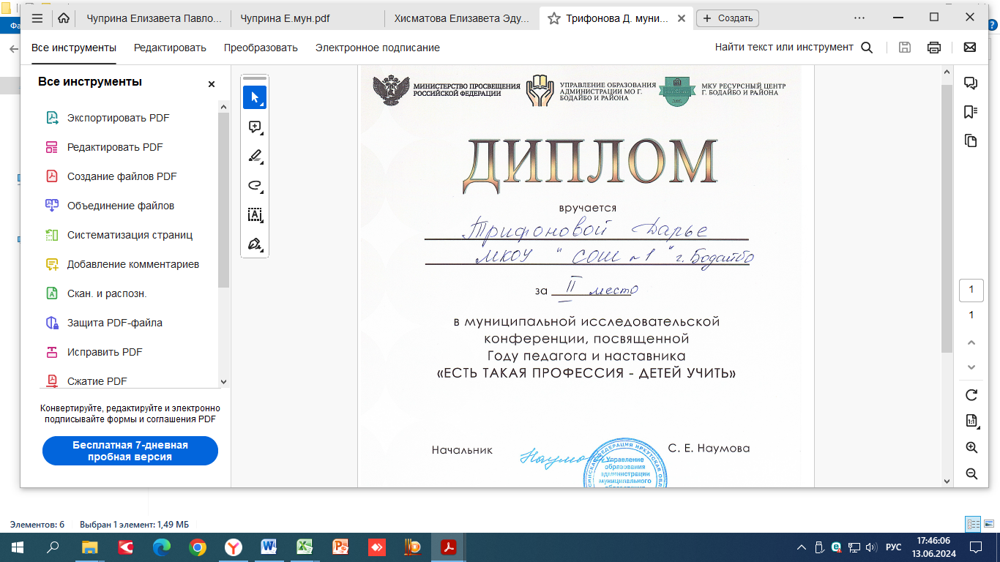 Чуприна Елизавета Павло...
Чуприна Е.мун.pdf
Хисматова Елизавета Эду...
Трифонова Д. муни...
Создать
Все инструменты
Редактировать
Преобразовать
Электронное подписание
Найти текст или инструмент
Все инструменты
Экспортировать PDF
Редактировать PDF
Создание файлов PDF
Объединение файлов
Систематизация страниц
Добавление комментариев
Скан. и распозн.
Защита PDF-файла
Исправить PDF
Сжатие PDF
Конвертируйте, редактируйте и электронно
подписывайте формы и соглашения PDF
Бесплатная 7-дневная
пробная версия
МИНИСТЕРСТВО ПРОСВЕЩЕНИЯ
РОССИЙСКОЙ ФЕДЕРАЦИИ
УПРАВЛЕНИЕ ОБРАЗОВАНИЯ
АДМИНИСТРАЦИИ МО Г.
БОДАЙБО И РАЙОНА
МКУ РЕСУРСНЫЙ ЦЕНТР
Г. БОДАЙБО И РАЙОНА
ДИПЛОМ
вручается
Трифоновой Дарье
МКОУ "СОШ №1" г. Бодайбо
за II место
в муниципальной исследовательской
конференции, посвященной
Году педагога и наставника
«ЕСТЬ ТАКАЯ ПРОФЕССИЯ - ДЕТЕЙ УЧИТЬ»
Начальник
С. Е. Наумова
Управление
образования
администрации
муниципального
образования
1
1
Элементов: 6
Выбран 1 элемент: 1,49 МБ
РУС
17:46:06
13.06.2024